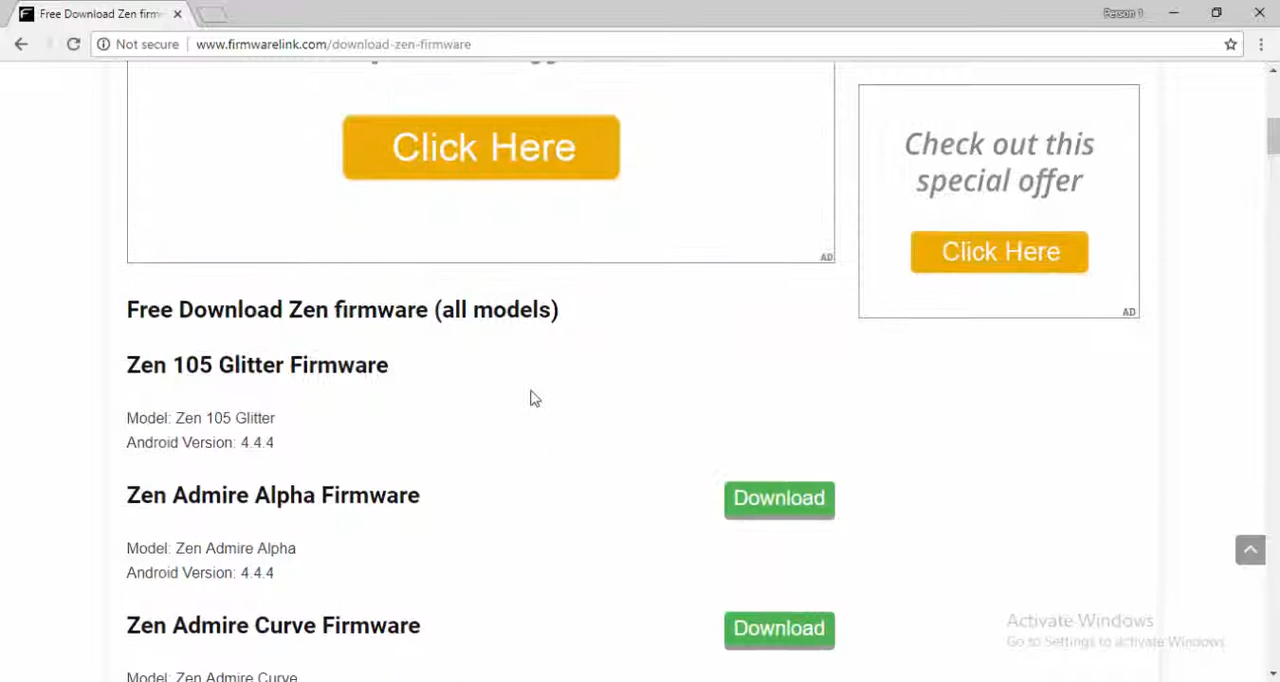 Free Download Zen firm
Person 1
Not secure
www.firmwarelink.com/download-zen-firmware
Click Here
AD
Check out this
special offer
Click Here
AD
Free Download Zen firmware (all models)
Zen 105 Glitter Firmware
Model: Zen 105 Glitter
Android Version: 4.4.4
Zen Admire Alpha Firmware
Download
Model: Zen Admire Alpha
Android Version: 4.4.4
Zen Admire Curve Firmware
Download
Model: Zen Admire Curve
Activate Windows
Go to Settings to activate Windows.